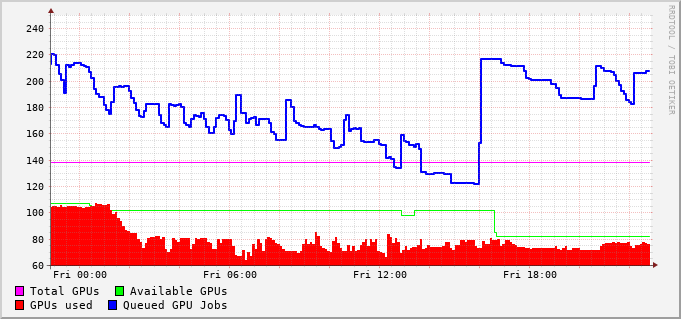 240
220
200
180
160
140
120
100
80
60
Fri 00:00 Fri 06:00 Fri 12:00 Fri 18:00
Total GPUs Available GPUs
GPUs used Queued GPU Jobs
RRDTOOL / TOBI OETIKER